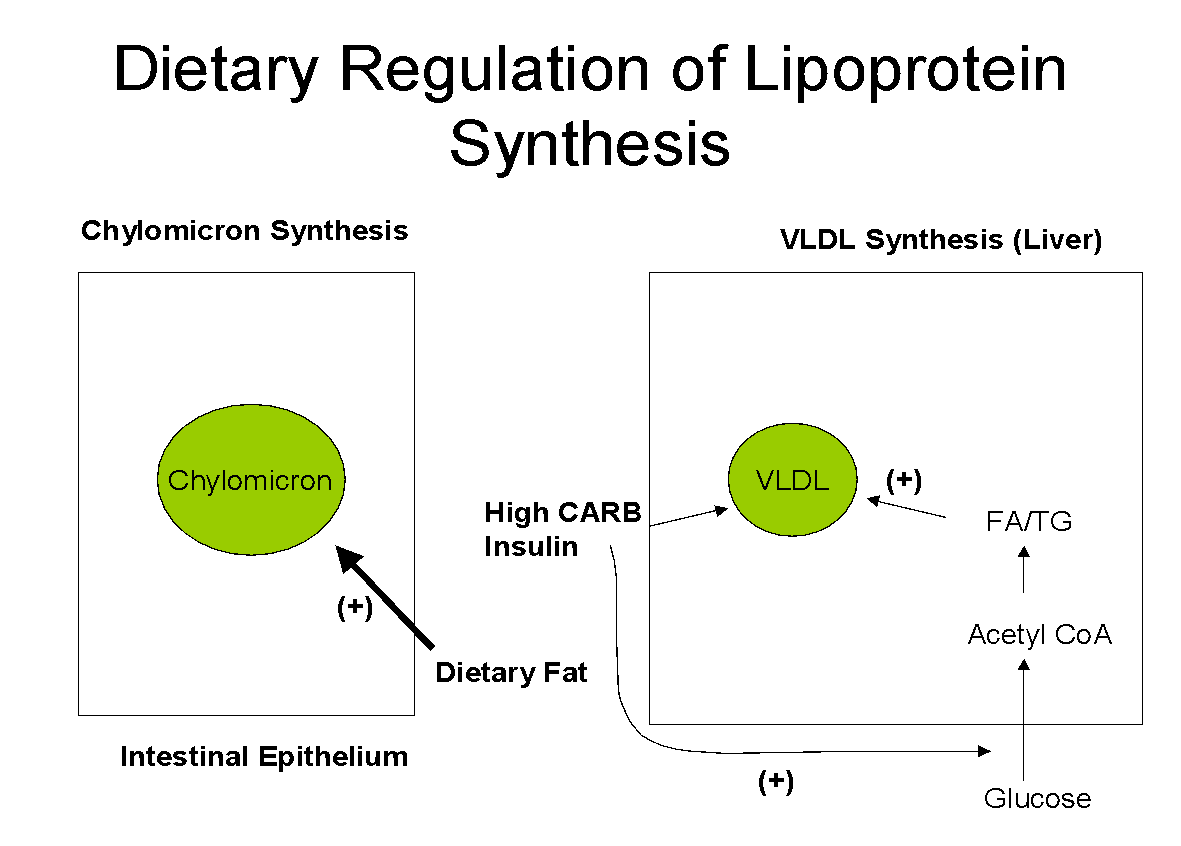 Dietary Regulation of Lipoprotein
Synthesis
Chylomicron Synthesis
VLDL Synthesis (Liver)
Chylomicron
VLDL
(+)
High CARB
Insulin
FA/TG
(+)
Acetyl CoA
Dietary Fat
Intestinal Epithelium
(+)
Glucose